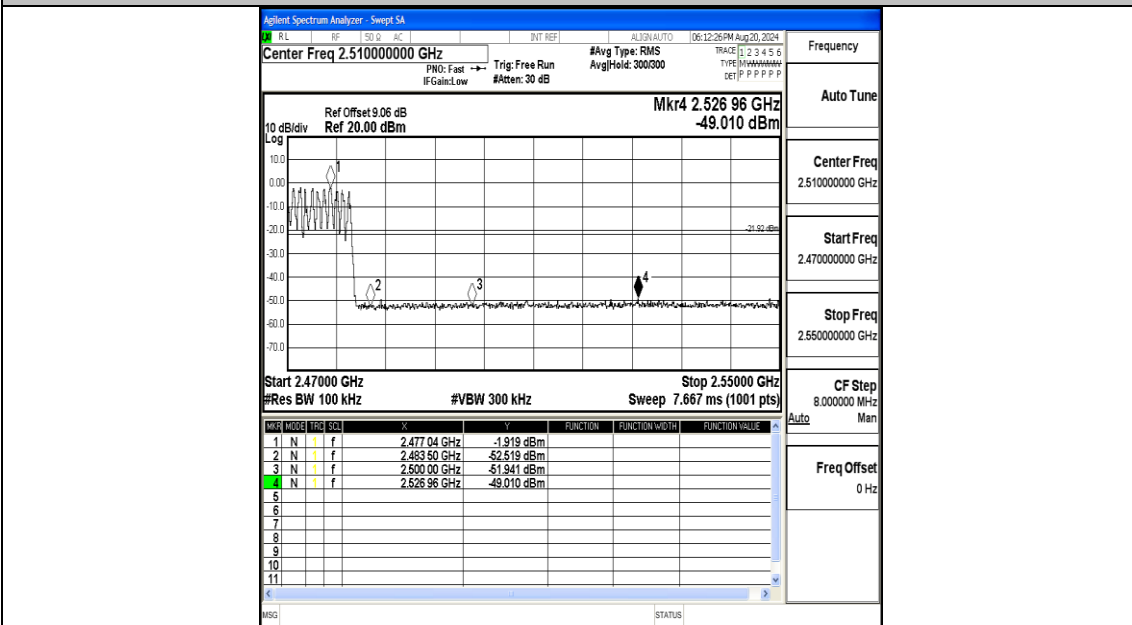 Agilent Spectrum Analyzer - Swept SA
RL RF 50 Ω AC INT REF ALIGN AUTO 06:12:26 PM Aug 20, 2024
Center Freq 2.510000000 GHz
PNO: Fast
IFGain:Low
Trig: Free Run
#Atten: 30 dB
#Avg Type: RMS
Avg|Hold: 300/300
TRACE 1 2 3 4 5 6
TYPE
DET P P P P P P
Ref Offset 9.06 dB
Ref 20.00 dBm
10 dB/div
Log
Mkr4 2.526 96 GHz
-49.010 dBm
10.0
0.00
-10.0
-20.0
-30.0
-40.0
-50.0
-60.0
-70.0
1
2
3
4
-21.92 dBm
Start 2.47000 GHz
Stop 2.55000 GHz
#Res BW 100 kHz
#VBW 300 kHz
Sweep 7.667 ms (1001 pts)
MKR MODE TRC SCL X Y FUNCTION FUNCTION WIDTH FUNCTION VALUE
1 N 1 f 2.477 04 GHz -1.919 dBm
2 N 1 f 2.483 50 GHz -52.519 dBm
3 N 1 f 2.500 00 GHz -51.941 dBm
4 N 1 f 2.526 96 GHz -49.010 dBm
5
6
7
8
9
10
11
MSG
STATUS
Frequency
Auto Tune
Center Freq
2.510000000 GHz
Start Freq
2.470000000 GHz
Stop Freq
2.550000000 GHz
CF Step
8.000000 MHz
Auto Man
Freq Offset
0 Hz